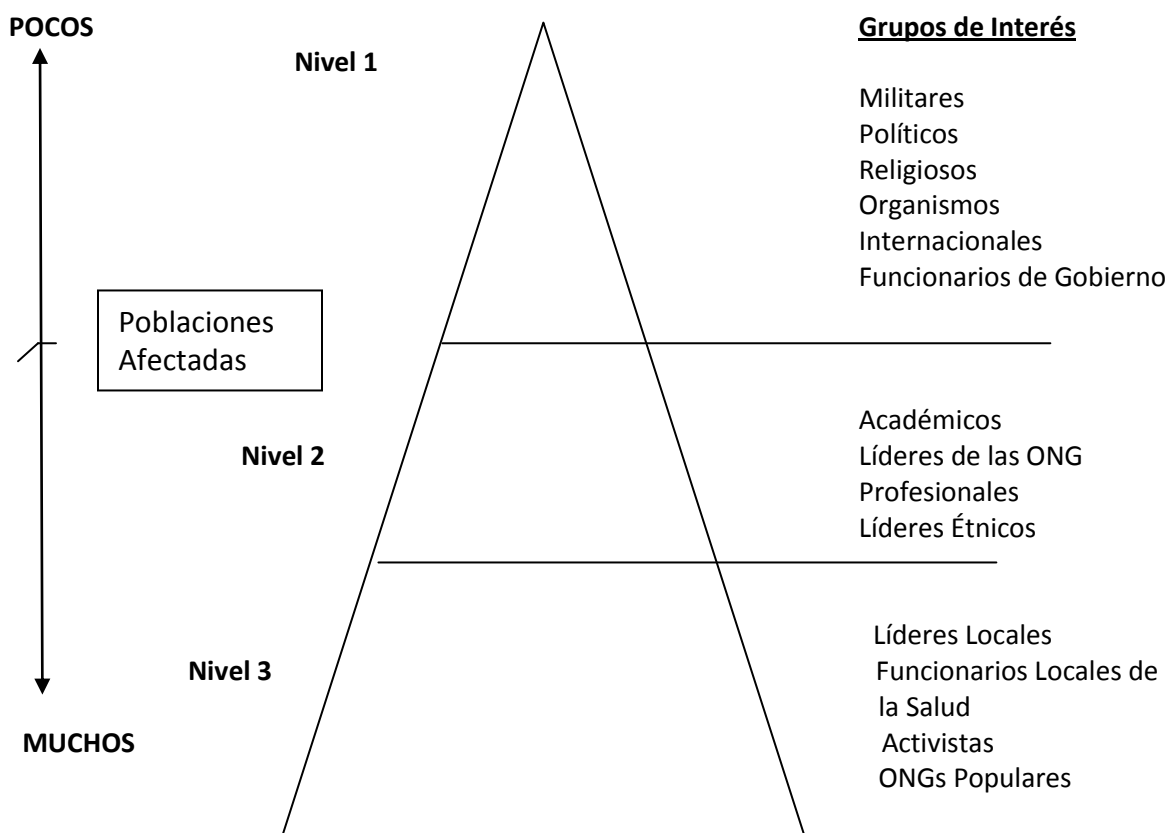 POCOS
Nivel 1
Grupos de Interés
Militares
Políticos
Religiosos
Organismos
Internacionales
Funcionarios de Gobierno
Poblaciones
Afectadas
Nivel 2
Académicos
Líderes de las ONG
Profesionales
Líderes Étnicos
Nivel 3
Líderes Locales
Funcionarios Locales de
la Salud
Activistas
ONGs Populares
MUCHOS